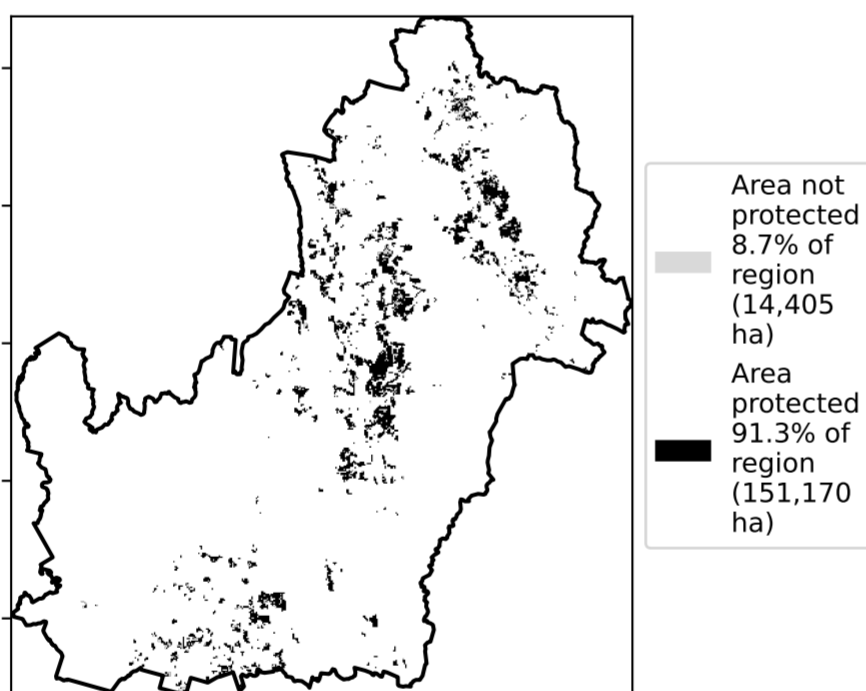 Area not
protected
8.7% of
region
(14,405
ha)
Area
protected
91.3% of
region
(151,170
ha)